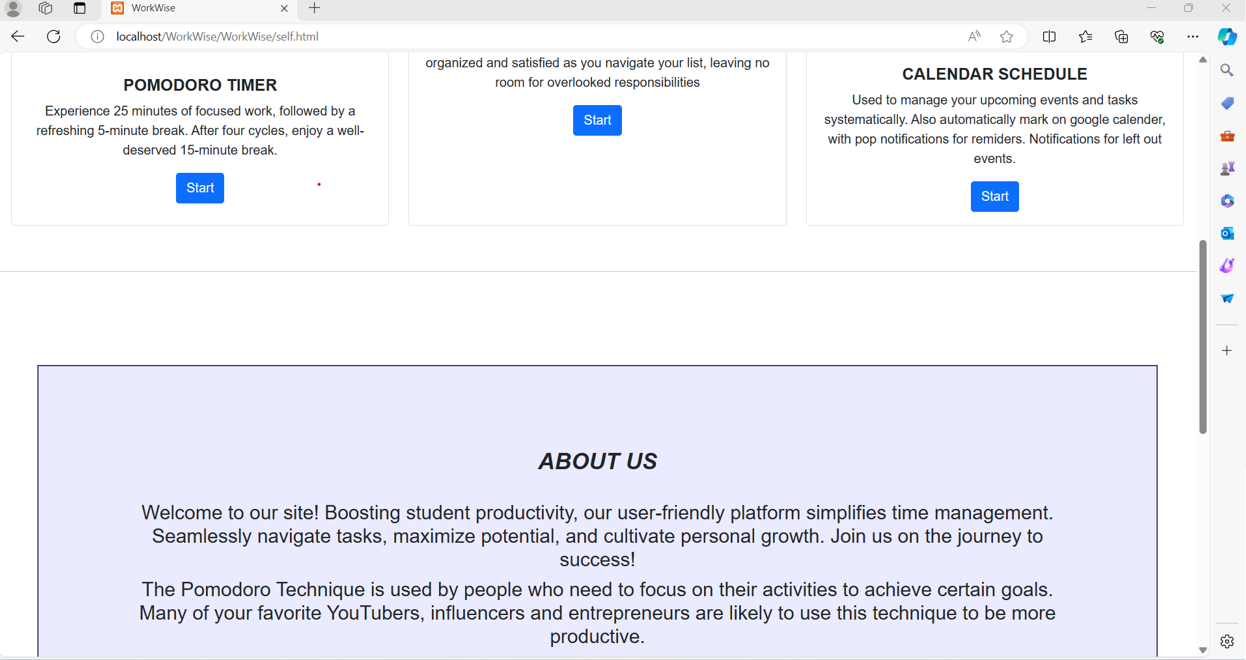 WorkWise
localhost/WorkWise/WorkWise/self.html
POMODORO TIMER
Experience 25 minutes of focused work, followed by a
refreshing 5-minute break. After four cycles, enjoy a well-
deserved 15-minute break.
Start
organized and satisfied as you navigate your list, leaving no
room for overlooked responsibilities
Start
CALENDAR SCHEDULE
Used to manage your upcoming events and tasks
systematically. Also automatically mark on google calender,
with pop notifications for remiders. Notifications for left out
events.
Start
ABOUT US
Welcome to our site! Boosting student productivity, our user-friendly platform simplifies time management.
Seamlessly navigate tasks, maximize potential, and cultivate personal growth. Join us on the journey to
success!
The Pomodoro Technique is used by people who need to focus on their activities to achieve certain goals.
Many of your favorite YouTubers, influencers and entrepreneurs are likely to use this technique to be more
productive.